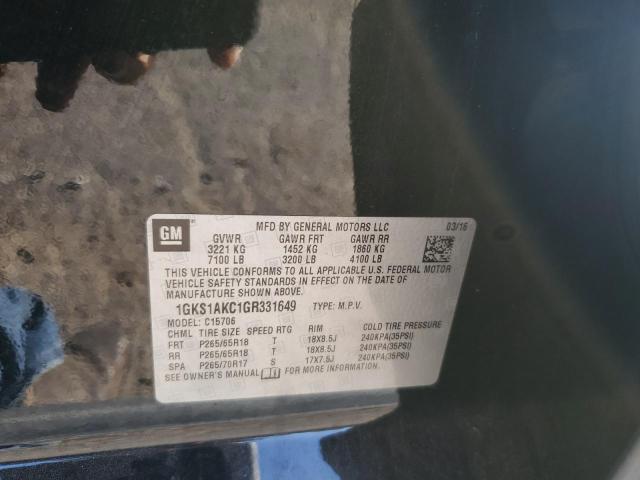 GM
MFD BY GENERAL MOTORS LLC 03/16
GVWR GAWR FRT GAWR RR
3221 KG 1452 KG 1860 KG
7100 LB 3200 LB 4100 LB
THIS VEHICLE CONFORMS TO ALL APPLICABLE U.S. FEDERAL MOTOR
VEHICLE SAFETY STANDARDS IN EFFECT ON THE DATE OF
MANUFACTURE SHOWN ABOVE.
1GKS1AKC1GR331649 TYPE: M.P.V.
MODEL: C15706
CHML TIRE SIZE SPEED RTG RIM COLD TIRE PRESSURE
FRT P265/65R18 T 18X8.5J 240KPA(35PSI)
RR P265/65R18 T 18X8.5J 240KPA(35PSI)
SPA P265/70R17 S 17X7.5J 240KPA(35PSI)
SEE OWNER'S MANUAL FOR MORE INFORMATION.